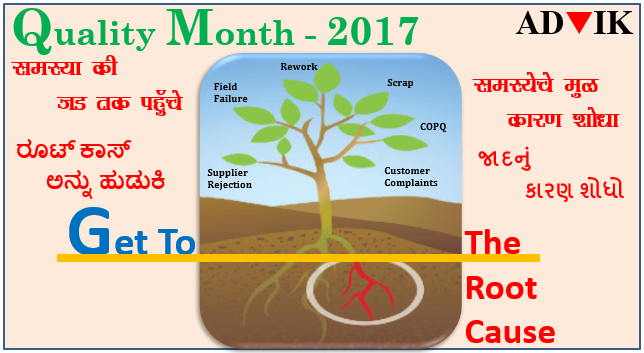 Quality Month - 2017
ADVIK
समस्या की
जड तक पहुँचे
ರೂಟ್ ಕಾಸ್
ಅನ್ನು ಹುಡುಕಿ
Rework
Field
Failure
Scrap
COPQ
Supplier
Rejection
Customer
Complaints
समस्येचे मुळ
कारण शोधा
જાદનું
કારણ શોધો
Get To
The
Root
Cause